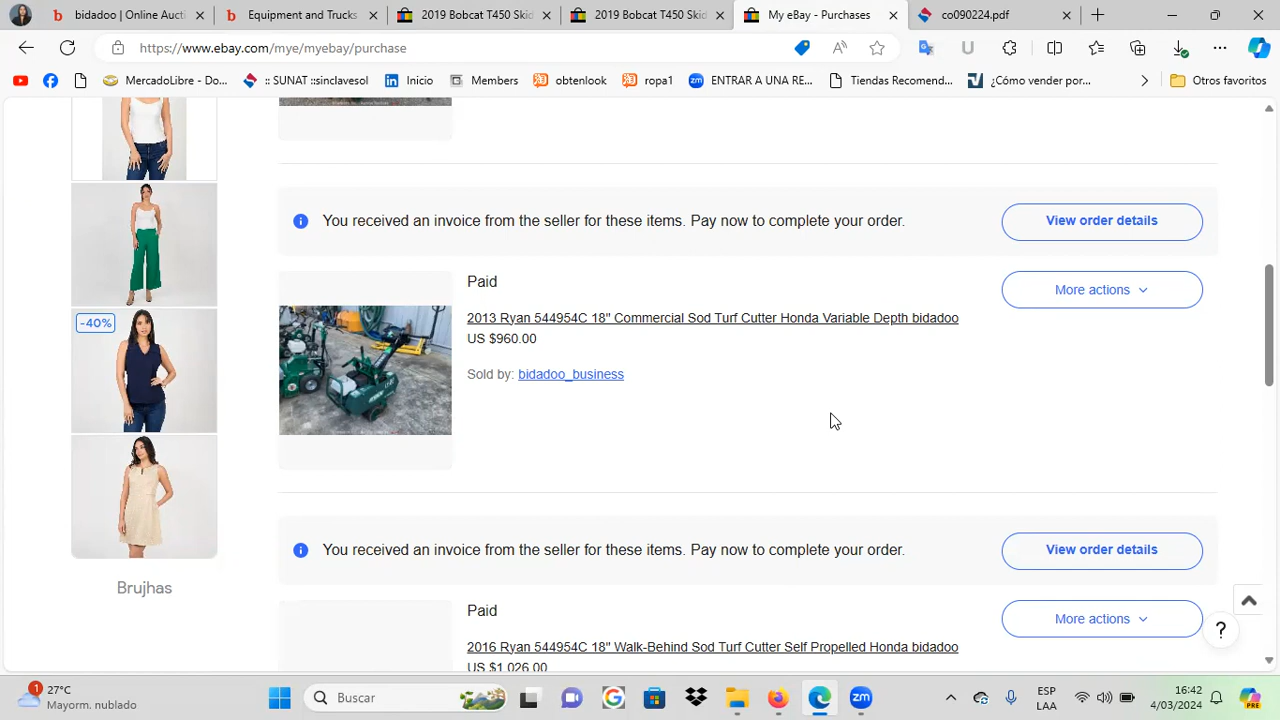 bidadoo | Online Aucti
Equipment and Trucks
2019 Bobcat T450 Skid
2019 Bobcat T450 Skid
My eBay - Purchases
co090224.pdf
https://www.ebay.com/mye/myebay/purchase
MercadoLibre - Do...
:: SUNAT ::sinclavesol
Inicio
Members
obtenlook
ropa1
ENTRAR A UNA RE...
Tiendas Recomend...
¿Cómo vender por...
Otros favoritos
You received an invoice from the seller for these items. Pay now to complete your order.
View order details
Paid
More actions
2013 Ryan 544954C 18" Commercial Sod Turf Cutter Honda Variable Depth bidadoo
US $960.00
Sold by: bidadoo_business
-40%
Brujhas
You received an invoice from the seller for these items. Pay now to complete your order.
View order details
Paid
More actions
2016 Ryan 544954C 18" Walk-Behind Sod Turf Cutter Self Propelled Honda bidadoo
US $1,026.00
1
27°C
Mayorm. nublado
Buscar
ESP
LAA
16:42
4/03/2024
PRE